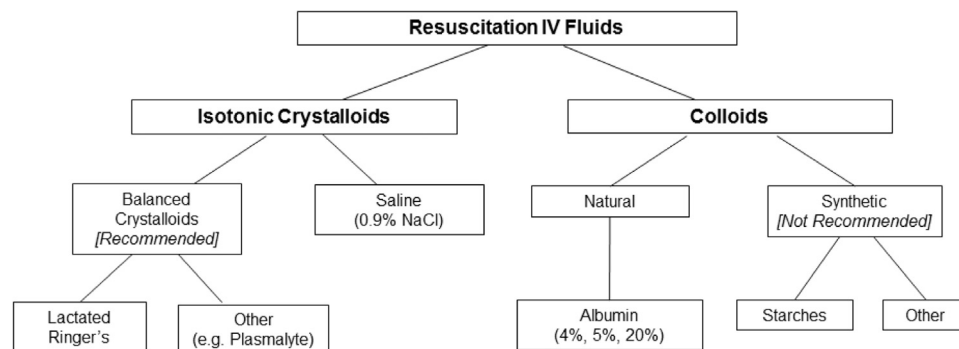 Resuscitation IV Fluids
Isotonic Crystalloids
Colloids
Balanced
Crystalloids
[Recommended]
Saline
(0.9% NaCl)
Natural
Synthetic
[Not Recommended]
Lactated
Ringer's
Other
(e.g. Plasmalyte)
Albumin
(4%, 5%, 20%)
Starches
Other